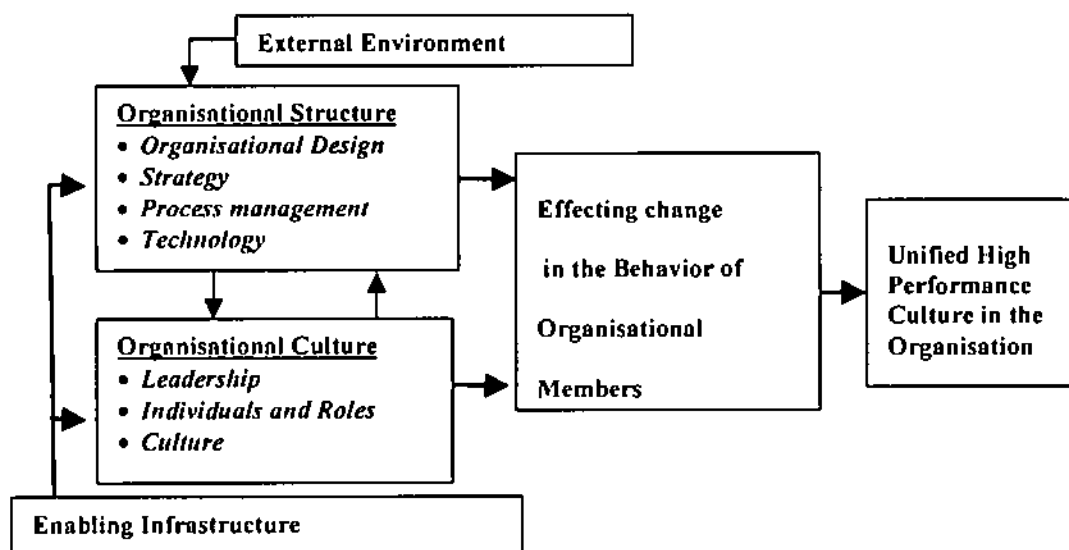 External Environment
Organisational Structure
• Organisational Design
• Strategy
• Process management
• Technology
Organisational Culture
• Leadership
• Individuals and Roles
• Culture
Effecting change
in the Behavior of
Organisational
Members
Unified High
Performance
Culture in the
Organisation
Enabling Infrastructure